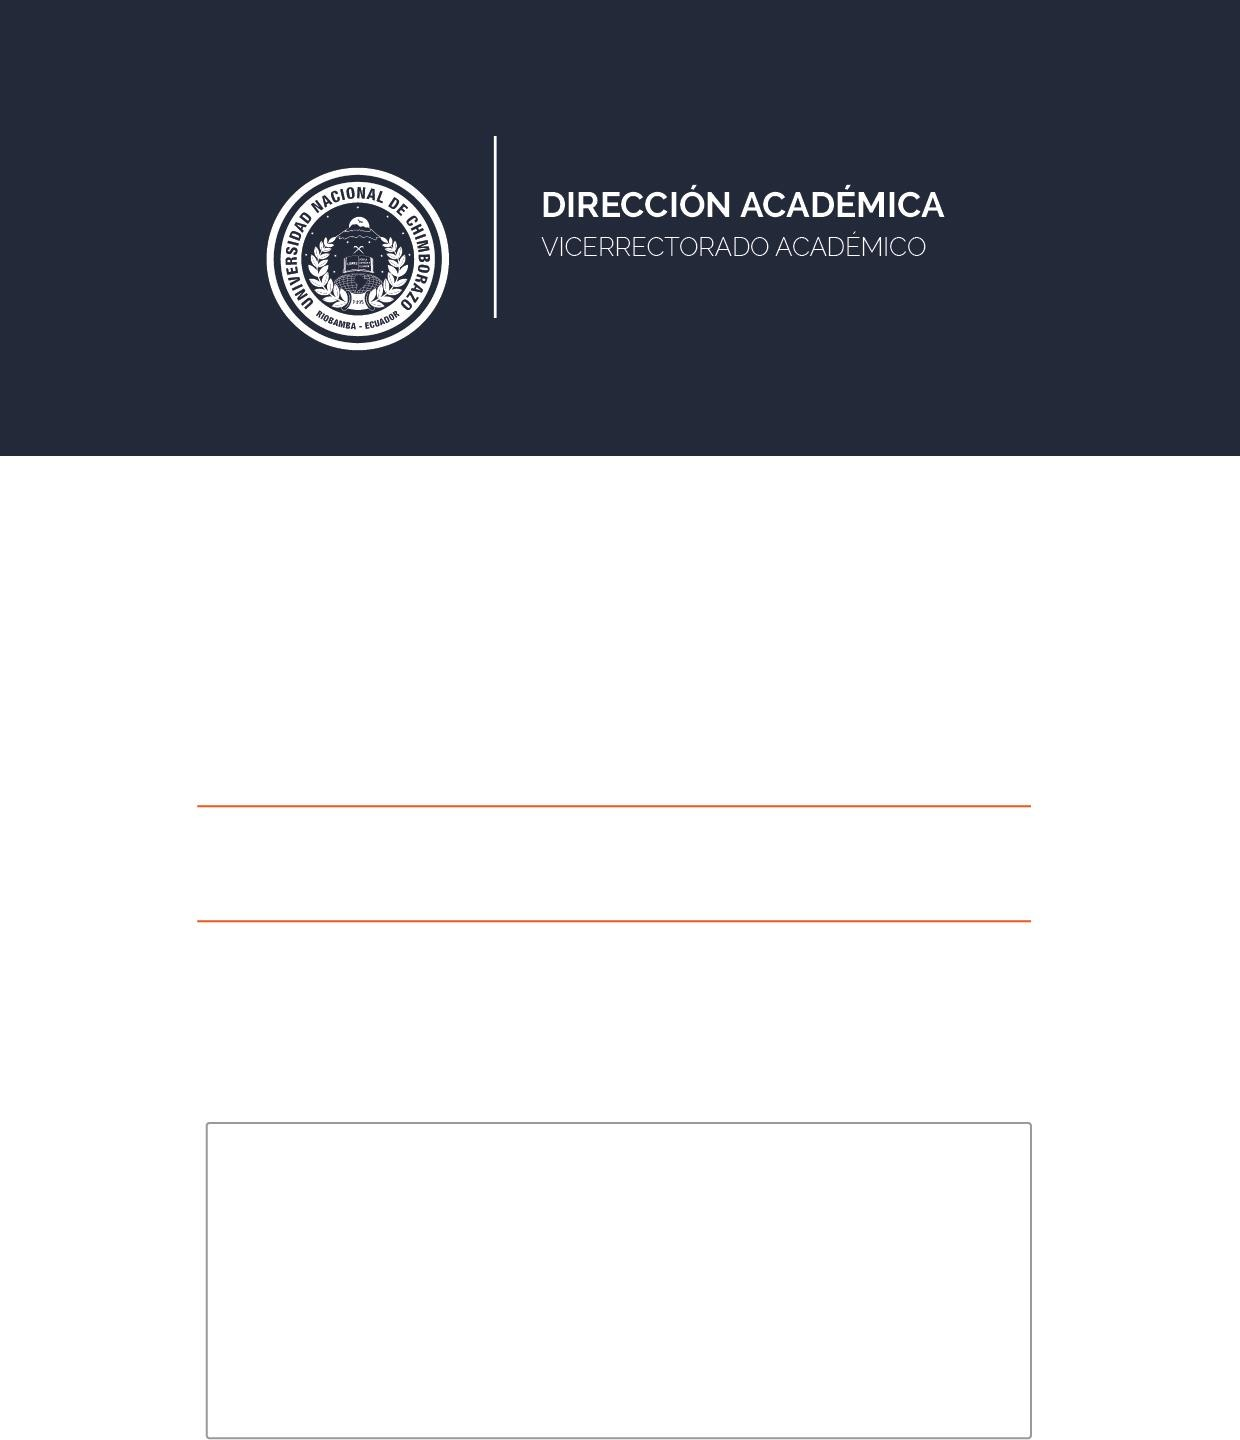 UNIVERSIDAD NACIONAL DE CHIMBORAZO
RIOBAMBA - ECUADOR
DIRECCIÓN ACADÉMICA
VICERRECTORADO ACADÉMICO